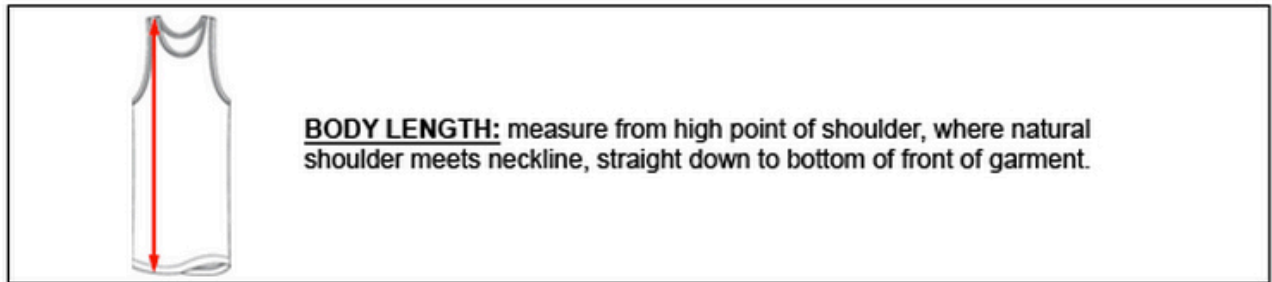 BODY LENGTH: measure from high point of shoulder, where natural
shoulder meets neckline, straight down to bottom of front of garment.